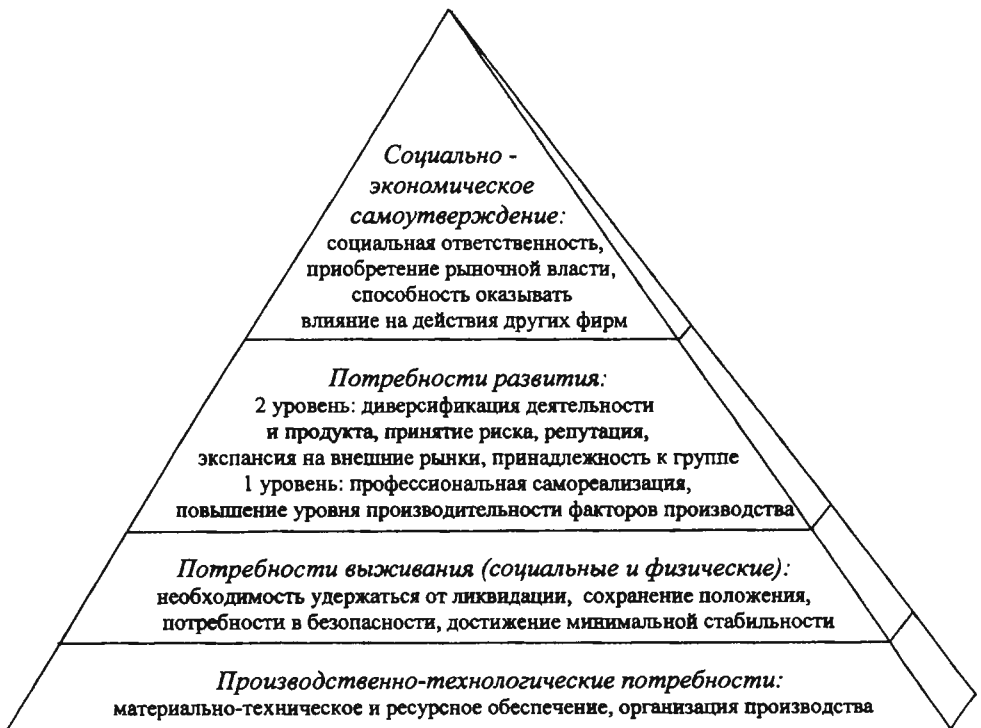 Социально -
экономическое
самоутверждение:
социальная ответственность,
приобретение рыночной власти,
способность оказывать
влияние на действия других фирм
Потребности развития:
2 уровень: диверсификация деятельности
и продукта, принятие риска, репутация,
экспансия на внешние рынки, принадлежность к группе
1 уровень: профессиональная самореализация,
повышение уровня производительности факторов производства
Потребности выживания (социальные и физические):
необходимость удержаться от ликвидации, сохранение положения,
потребности в безопасности, достижение минимальной стабильности
Производственно-технологические потребности:
материально-техническое и ресурсное обеспечение, организация производства